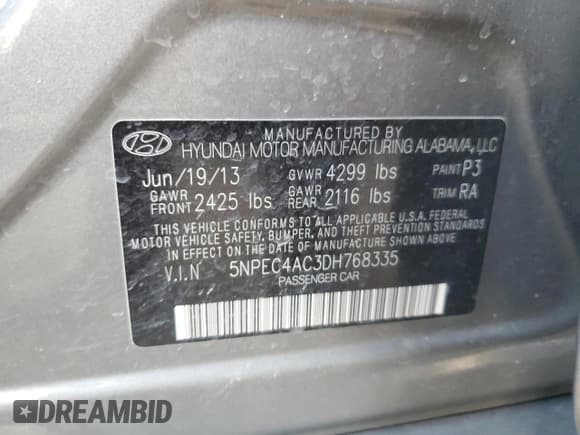 MANUFACTURED BY
HYUNDAI MOTOR MANUFACTURING ALABAMA, LLC
Jun/19/13 GVWR 4299 lbs PAINT P3
GAWR FRONT 2425 lbs GAWR REAR 2116 lbs TRIM RA
THIS VEHICLE CONFORMS TO ALL APPLICABLE U.S.A. FEDERAL
MOTOR VEHICLE SAFETY, BUMPER, AND THEFT PREVENTION STANDARDS
IN EFFECT ON THE DATE OF MANUFACTURE SHOWN ABOVE.
V.I.N 5NPEC4AC3DH768335
PASSENGER CAR
DREAMBID
DREAMBID.COM